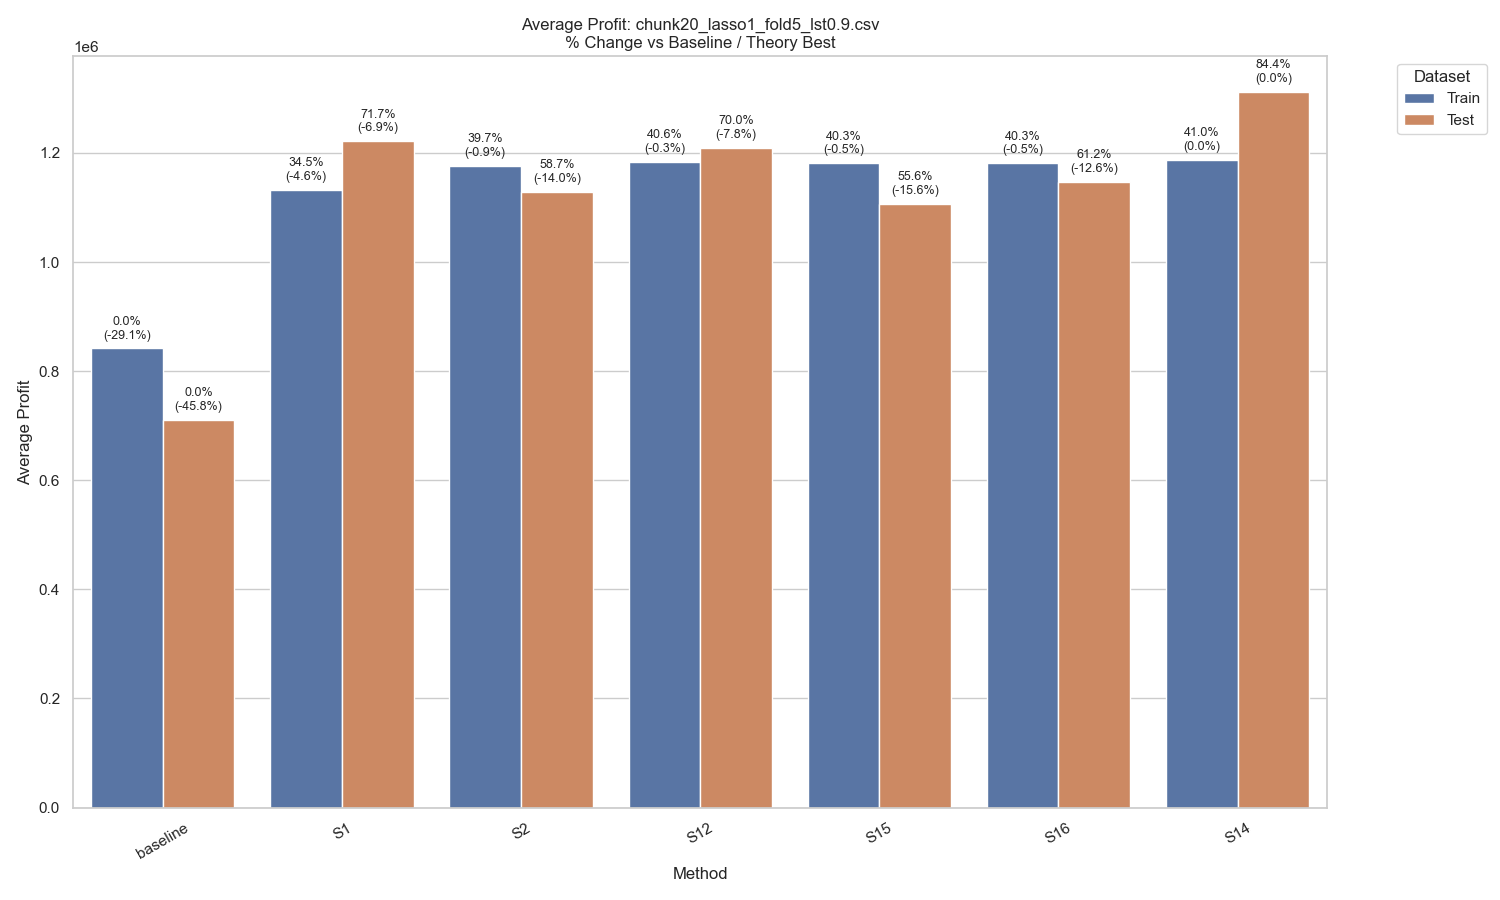 Average Profit: chunk20_lasso1_fold5_lst0.9.csv
% Change vs Baseline / Theory Best
1e6
Average Profit
1.2
1.0
0.8
0.6
0.4
0.2
0.0
0.0%
(-29.1%)
0.0%
(-45.8%)
34.5%
(-4.6%)
71.7%
(-6.9%)
39.7%
(-0.9%)
58.7%
(-14.0%)
40.6%
(-0.3%)
70.0%
(-7.8%)
40.3%
(-0.5%)
55.6%
(-15.6%)
40.3%
(-0.5%)
61.2%
(-12.6%)
41.0%
(0.0%)
84.4%
(0.0%)
baseline
S1
S2
S12
S15
S16
S14
Method
Dataset
Train
Test